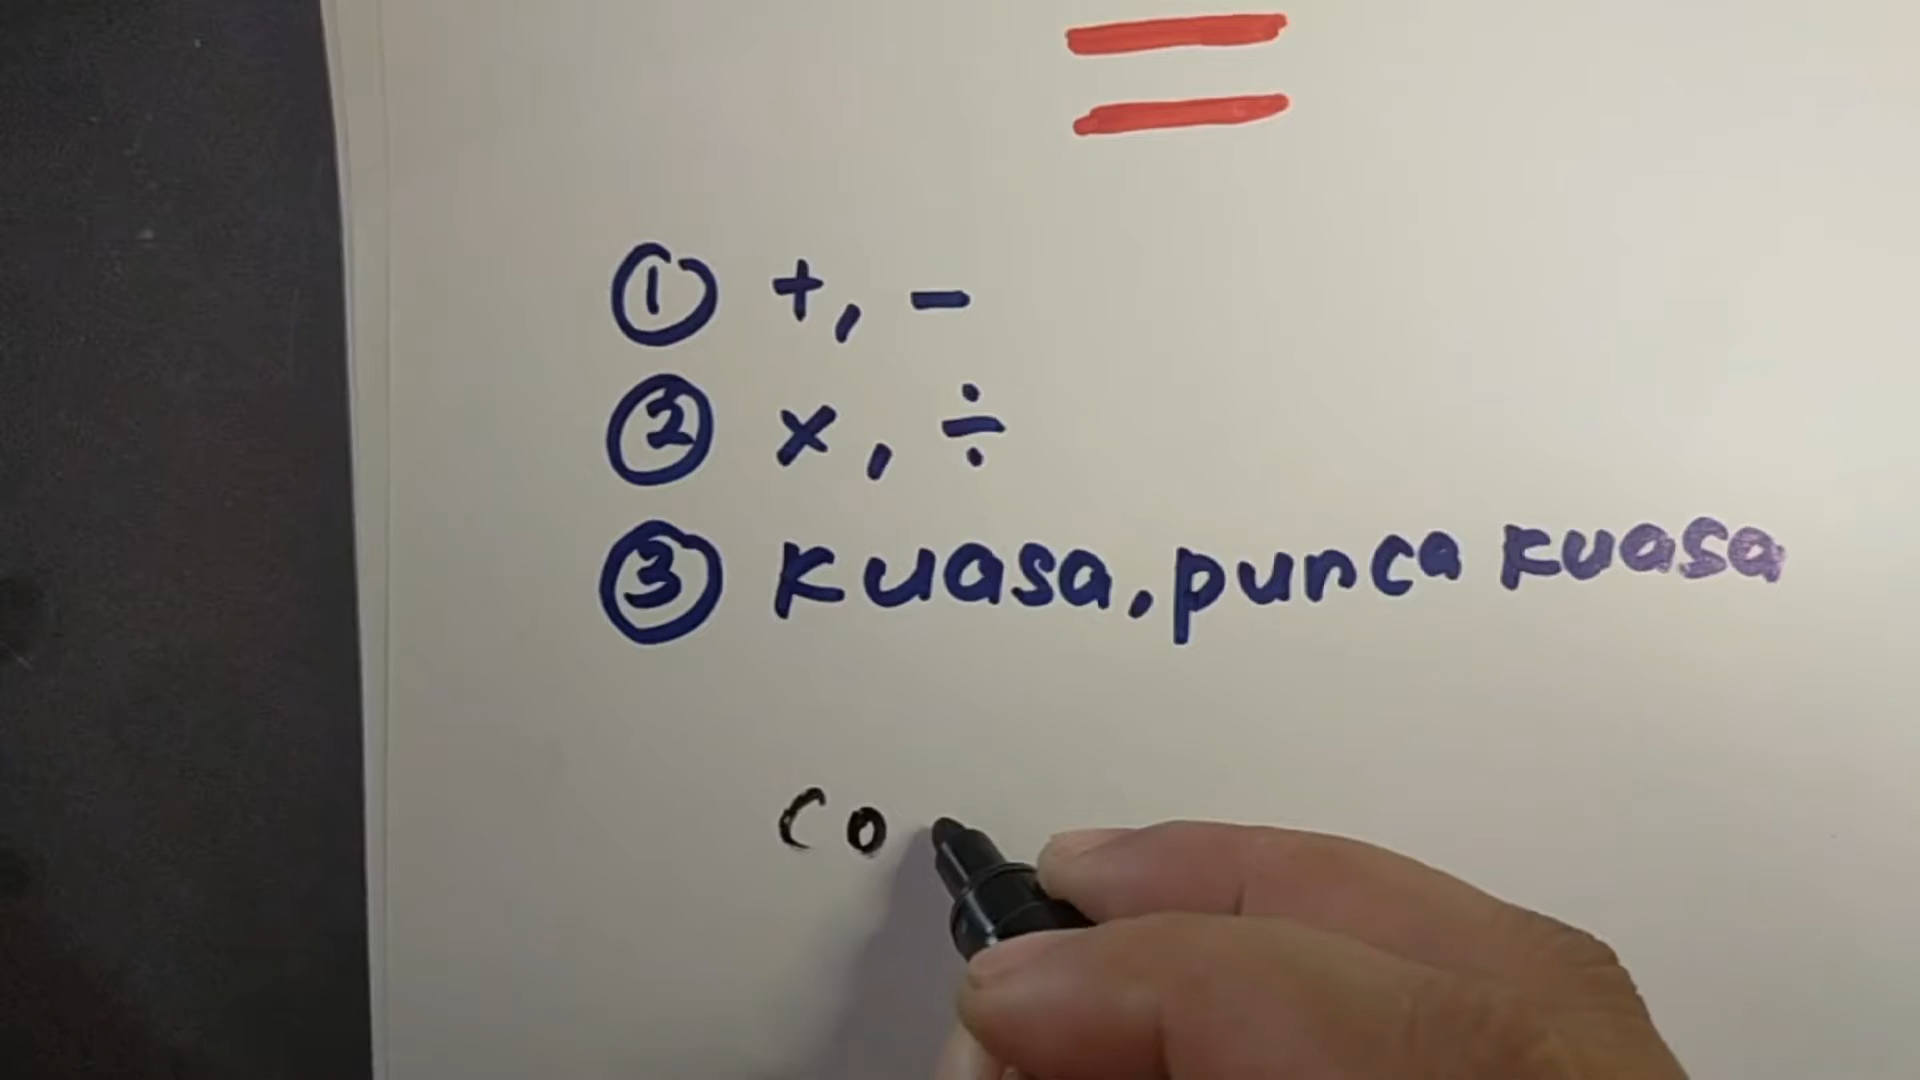 =
① +, -
② ×, ÷
③ kuasa, punca kuasa
Co